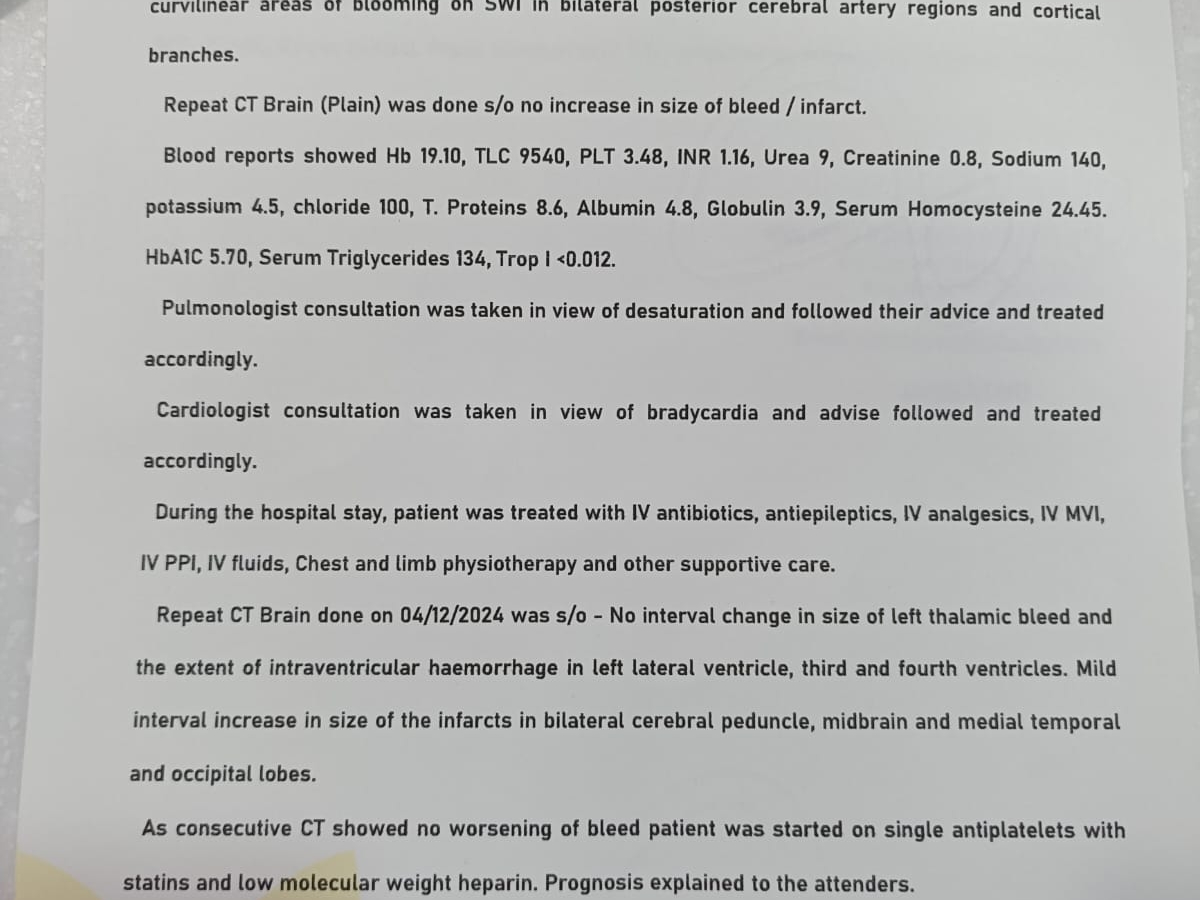 curvilinear areas of blooming on SWI in bilateral posterior cerebral artery regions and cortical
branches.
Repeat CT Brain (Plain) was done s/o no increase in size of bleed / infarct.
Blood reports showed Hb 19.10, TLC 9540, PLT 3.48, INR 1.16, Urea 9, Creatinine 0.8, Sodium 140,
potassium 4.5, chloride 100, T. Proteins 8.6, Albumin 4.8, Globulin 3.9, Serum Homocysteine 24.45.
HbA1C 5.70, Serum Triglycerides 134, Trop I <0.012.
Pulmonologist consultation was taken in view of desaturation and followed their advice and treated
accordingly.
Cardiologist consultation was taken in view of bradycardia and advise followed and treated
accordingly.
During the hospital stay, patient was treated with IV antibiotics, antiepileptics, IV analgesics, IV MVI,
IV PPI, IV fluids, Chest and limb physiotherapy and other supportive care.
Repeat CT Brain done on 04/12/2024 was s/o – No interval change in size of left thalamic bleed and
the extent of intraventricular haemorrhage in left lateral ventricle, third and fourth ventricles. Mild
interval increase in size of the infarcts in bilateral cerebral peduncle, midbrain and medial temporal
and occipital lobes.
As consecutive CT showed no worsening of bleed patient was started on single antiplatelets with
statins and low molecular weight heparin. Prognosis explained to the attenders.